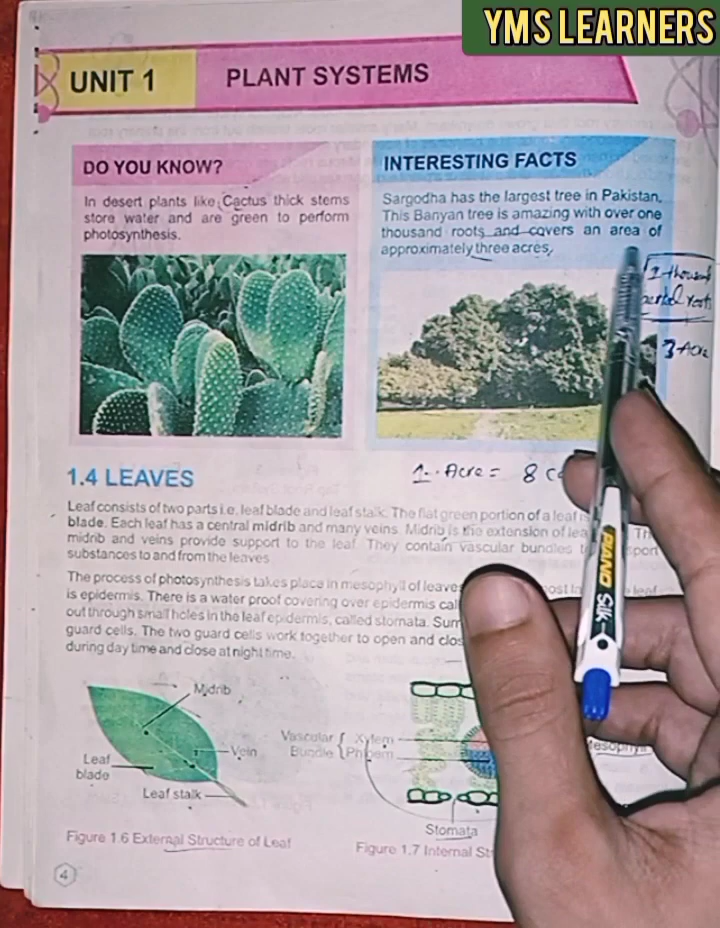 YMS LEARNERS
UNIT 1
PLANT SYSTEMS
DO YOU KNOW?
In desert plants like Cactus thick stems
store water and are green to perform
photosynthesis.
INTERESTING FACTS
Sargodha has the largest tree in Pakistan.
This Banyan tree is amazing with over one
thousand roots and covers an area of
approximately three acres.
1 thousand
roots
3-Acre
1. Acre = 8
1.4 LEAVES
Leaf consists of two parts i.e. leaf blade and leaf stalk. The flat green portion of a leaf is
blade. Each leaf has a central midrib and many veins. Midrib is the extension of
midrib and veins provide support to the leaf. They contain vascular bundles
substances to and from the leaves.
The process of photosynthesis takes place in mesophyll of leaves
is epidermis. There is a water proof covering over epidermis
out through small holes in the leaf epidermis, called stomata.
guard cells. The two guard cells work together to open and
during day time and close at night time.
Midrib
Vein
Leaf
blade
Leaf stalk
Figure 1.6 External Structure of Leaf
Vascular
Bundle
Xylem
Phloem
Stomata
Figure 1.7 Internal
4